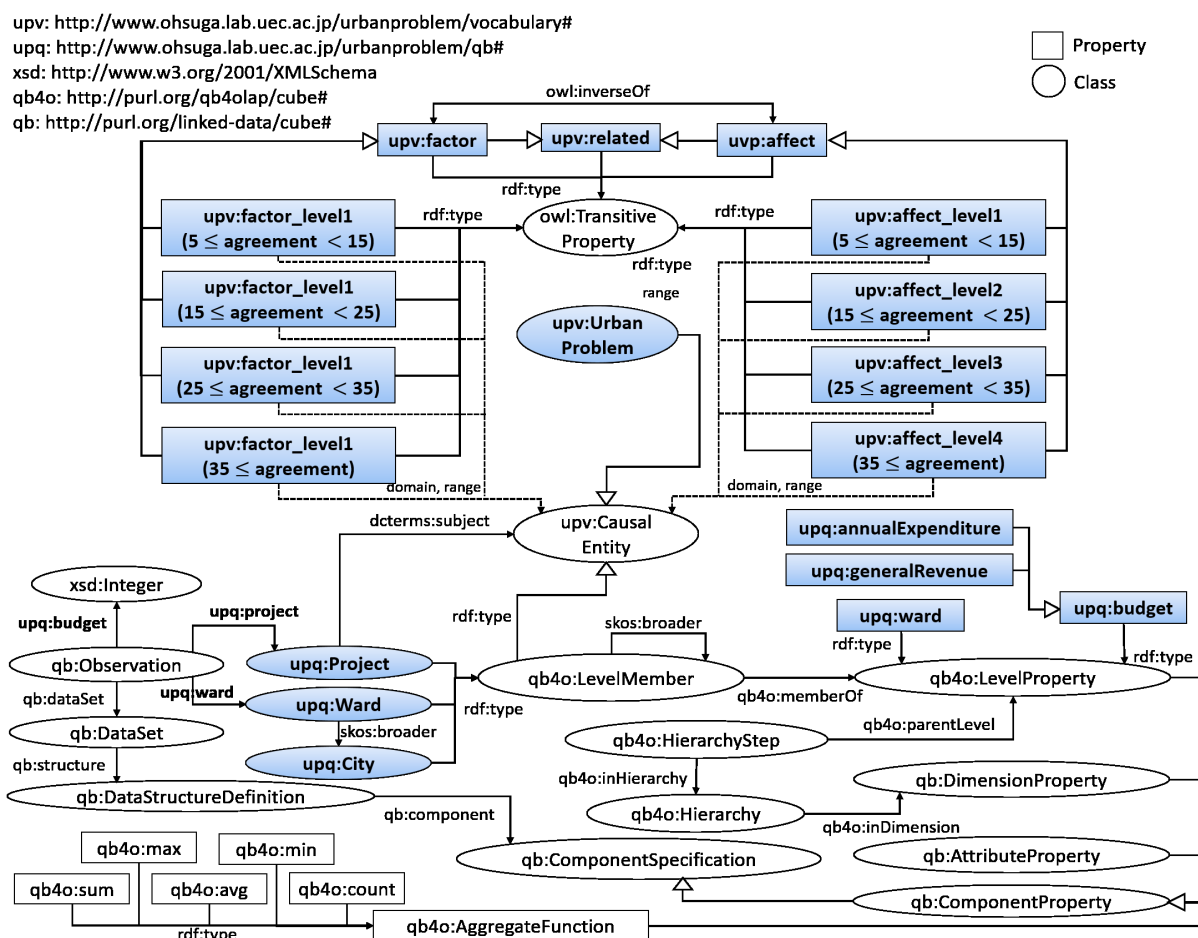 upv: http://www.ohsuga.lab.uec.ac.jp/urbanproblem/vocabulary#
upq: http://www.ohsuga.lab.uec.ac.jp/urbanproblem/qb#
xsd: http://www.w3.org/2001/XMLSchema
qb4o: http://purl.org/qb4olap/cube#
qb: http://purl.org/linked-data/cube#
Property
Class
owl:inverseOf
upv:factor
upv:related
uvp:affect
rdf:type
upv:factor_level1
(5 ≤ agreement < 15)
rdf:type
owl:Transitive
Property
rdf:type
upv:affect_level1
(5 ≤ agreement < 15)
rdf:type
range
upv:factor_level1
(15 ≤ agreement < 25)
upv:Urban
Problem
upv:affect_level2
(15 ≤ agreement < 25)
upv:factor_level1
(25 ≤ agreement < 35)
upv:affect_level3
(25 ≤ agreement < 35)
upv:factor_level1
(35 ≤ agreement)
upv:affect_level4
(35 ≤ agreement)
domain, range
domain, range
dcterms:subject
upv:Causal
Entity
upq:annualExpenditure
upq:generalRevenue
xsd:Integer
upq:budget
upq:project
rdf:type
skos:broader
upq:ward
upq:budget
rdf:type
rdf:type
qb:Observation
upq:Project
qb4o:LevelMember
qb4o:memberOf
qb4o:LevelProperty
qb:dataSet
upq:ward
upq:Ward
rdf:type
qb:DataSet
skos:broader
qb4o:HierarchyStep
qb4o:parentLevel
qb:structure
upq:City
qb4o:inHierarchy
qb:DimensionProperty
qb:DataStructureDefinition
qb:component
qb4o:Hierarchy
qb4o:inDimension
qb4o:max
qb4o:min
qb:ComponentSpecification
qb:AttributeProperty
qb4o:sum
qb4o:avg
qb4o:count
qb:ComponentProperty
rdf:type
qb4o:AggregateFunction